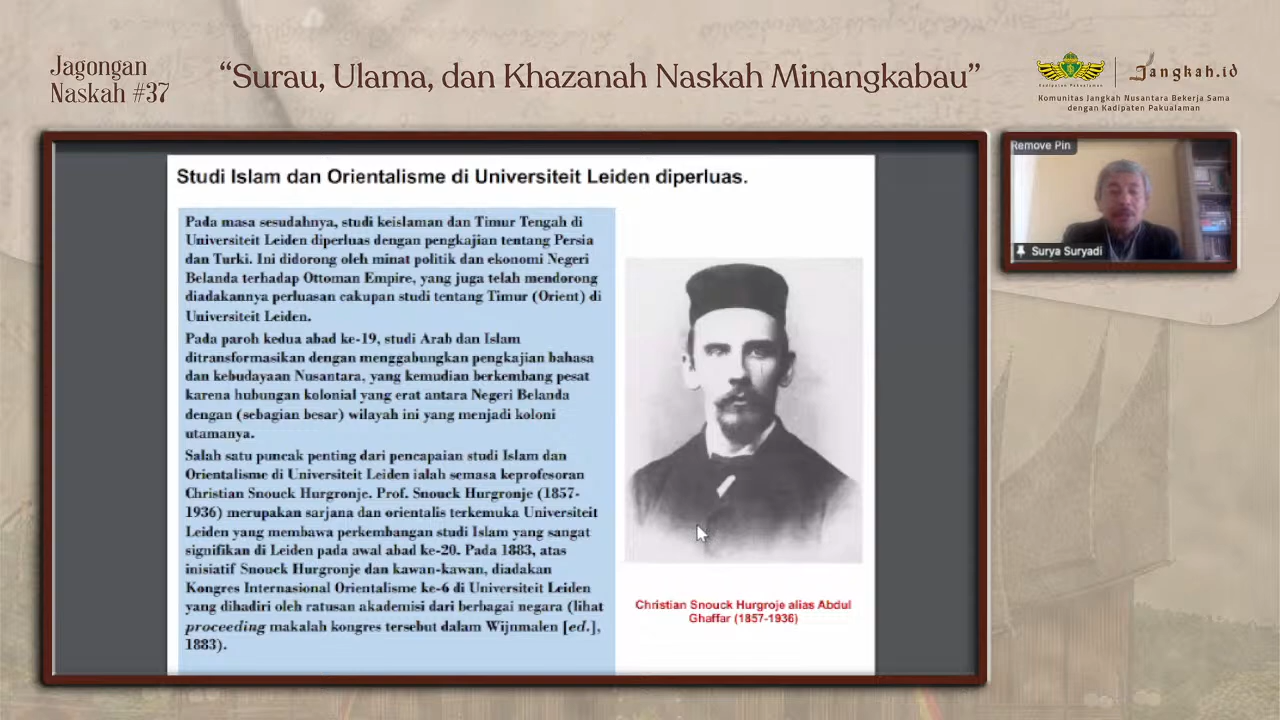 Jagongan
Naskah #37
“Surau, Ulama, dan Khazanah Naskah Minangkabau”
Kadipaten Pakualaman
Jangkah.id
Komunitas Jangkah Nusantara Bekerja Sama
dengan Kadipaten Pakualaman
Studi Islam dan Orientalisme di Universiteit Leiden diperluas.
Pada masa sesudahnya, studi keislaman dan Timur Tengah di
Universiteit Leiden diperluas dengan pengkajian tentang Persia
dan Turki. Ini didorong oleh minat politik dan ekonomi Negeri
Belanda terhadap Ottoman Empire, yang juga telah mendorong
diadakannya perluasan cakupan studi tentang Timur (Orient) di
Universiteit Leiden.
Pada paroh kedua abad ke-19, studi Arab dan Islam
ditransformasikan dengan menggabungkan pengkajian bahasa
dan kebudayaan Nusantara, yang kemudian berkembang pesat
karena hubungan kolonial yang erat antara Negeri Belanda
dengan (sebagian besar) wilayah ini yang menjadi koloni
utamanya.
Salah satu puncak penting dari pencapaian studi Islam dan
Orientalisme di Universiteit Leiden ialah semasa keprofesoran
Christian Snouck Hurgronje. Prof. Snouck Hurgronje (1857-
1936) merupakan sarjana dan orientalis terkemuka Universiteit
Leiden yang membawa perkembangan studi Islam yang sangat
signifikan di Leiden pada awal abad ke-20. Pada 1883, atas
inisiatif Snouck Hurgronje dan kawan-kawan, diadakan
Kongres Internasional Orientalisme ke-6 di Universiteit Leiden
yang dihadiri oleh ratusan akademisi dari berbagai negara (lihat
proceeding makalah kongres tersebut dalam Wijnmalen [ed.],
1883).
Christian Snouck Hurgroje alias Abdul
Ghaffar (1857-1936)
Remove Pin
Surya Suryadi